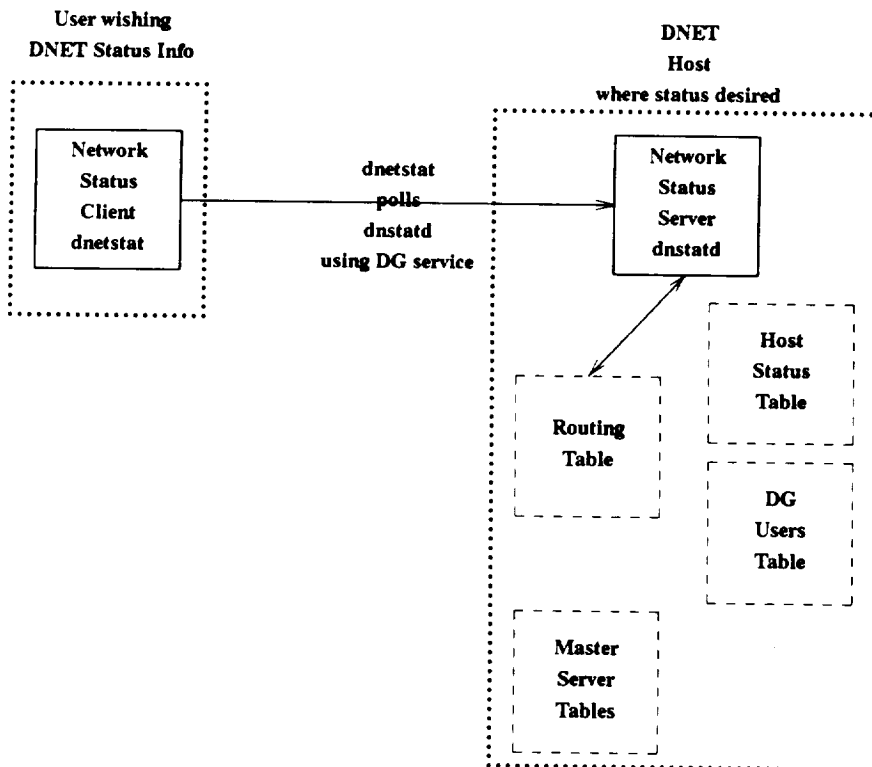 User wishing
DNET Status Info
DNET
Host
where status desired
Network
Status
Client
dnetstat
dnetstat
polls
dnstatd
using DG service
Network
Status
Server
dnstatd
Host
Status
Table
Routing
Table
DG
Users
Table
Master
Server
Tables